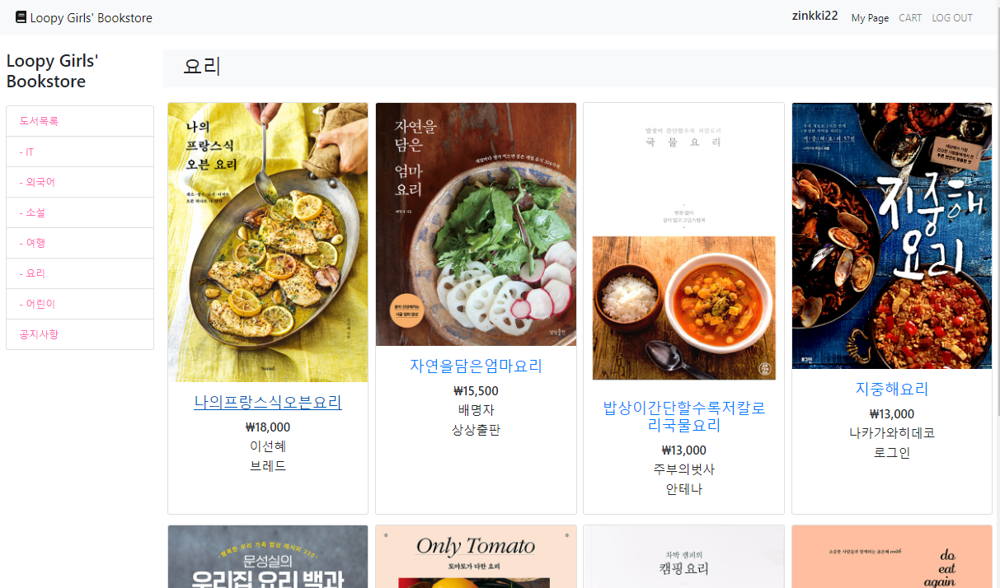 Loopy Girls' Bookstore
zinkki22 My Page CART LOG OUT
Loopy Girls'
Bookstore
도서목록
- IT
- 외국어
- 소설
- 여행
- 요리
- 어린이
공지사항
요리
나의
프랑스식
오븐 요리
나의프랑스식오븐요리
₩18,000
이선혜
브레드
자연을
담은
엄마
요리
자연을담은엄마요리
₩15,500
배명자
상상출판
밥상이 간단할수록 저칼로리
국물 요리
밥상이간단할수록저칼로
리국물요리
₩13,000
주부의벗사
안테나
지중해
요리
지중해요리
₩13,000
나카가와히데코
로그인
문성실의
우리집 요리 백과
Only Tomato
토마토가 다한 요리
차박 캠퍼의
캠핑요리
do
eat
again